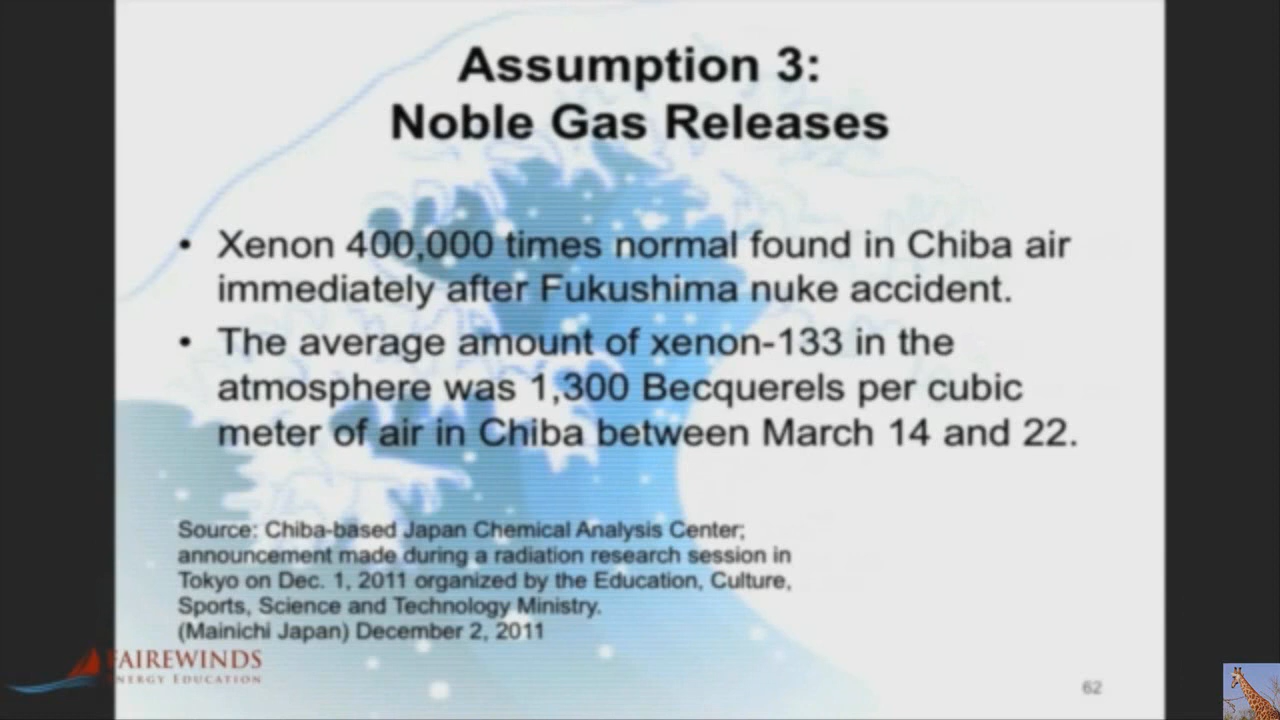 Assumption 3:
Noble Gas Releases
• Xenon 400,000 times normal found in Chiba air
immediately after Fukushima nuke accident.
• The average amount of xenon-133 in the
atmosphere was 1,300 Becquerels per cubic
meter of air in Chiba between March 14 and 22.
Source: Chiba-based Japan Chemical Analysis Center;
announcement made during a radiation research session in
Tokyo on Dec. 1, 2011 organized by the Education, Culture,
Sports, Science and Technology Ministry.
(Mainichi Japan) December 2, 2011
FAIREWINDS
ENERGY EDUCATION
62